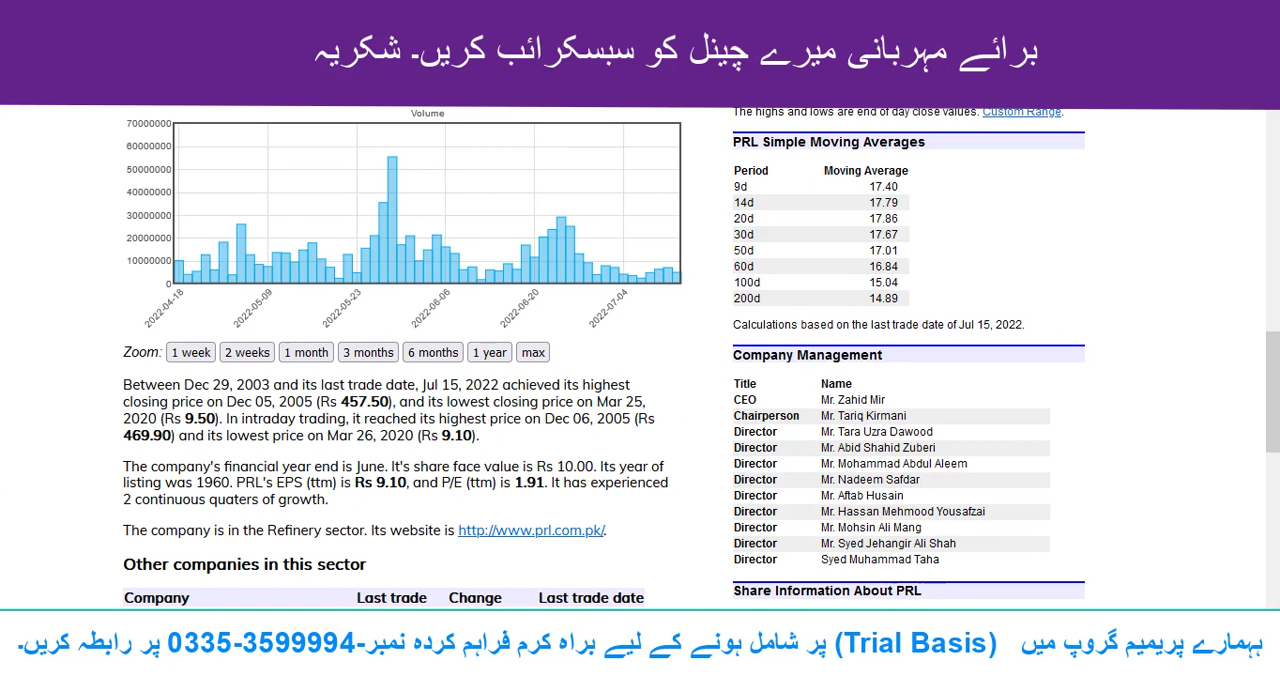 برائے مہربانی میرے چینل کو سبسکرائب کریں۔ شکریہ
Volume
70000000
60000000
50000000
40000000
30000000
20000000
10000000
0
2022-04-18
2022-05-09
2022-05-23
2022-06-06
2022-06-20
2022-07-04
Zoom: 1 week 2 weeks 1 month 3 months 6 months 1 year max
Between Dec 29, 2003 and its last trade date, Jul 15, 2022 achieved its highest
closing price on Dec 05, 2005 (Rs 457.50), and its lowest closing price on Mar 25,
2020 (Rs 9.50). In intraday trading, it reached its highest price on Dec 06, 2005 (Rs
469.90) and its lowest price on Mar 26, 2020 (Rs 9.10).
The company's financial year end is June. It's share face value is Rs 10.00. Its year of
listing was 1960. PRL's EPS (ttm) is Rs 9.10, and P/E (ttm) is 1.91. It has experienced
2 continuous quaters of growth.
The company is in the Refinery sector. Its website is http://www.prl.com.pk/.
Other companies in this sector
Company Last trade Change Last trade date
The highs and lows are end of day close values. Custom Range.
PRL Simple Moving Averages
Period Moving Average
9d 17.40
14d 17.79
20d 17.86
30d 17.67
50d 17.01
60d 16.84
100d 15.04
200d 14.89
Calculations based on the last trade date of Jul 15, 2022.
Company Management
Title Name
CEO Mr. Zahid Mir
Chairperson Mr. Tariq Kirmani
Director Mr. Tara Uzra Dawood
Director Mr. Abid Shahid Zuberi
Director Mr. Mohammad Abdul Aleem
Director Mr. Nadeem Safdar
Director Mr. Aftab Husain
Director Mr. Hassan Mehmood Yousafzai
Director Mr. Mohsin Ali Mang
Director Mr. Syed Jehangir Ali Shah
Director Syed Muhammad Taha
Share Information About PRL
ہمارے پریمیم گروپ میں (Trial Basis) پر شامل ہونے کے لیے براہ کرم فراہم کردہ نمبر-0335-3599994 پر رابطہ کریں۔